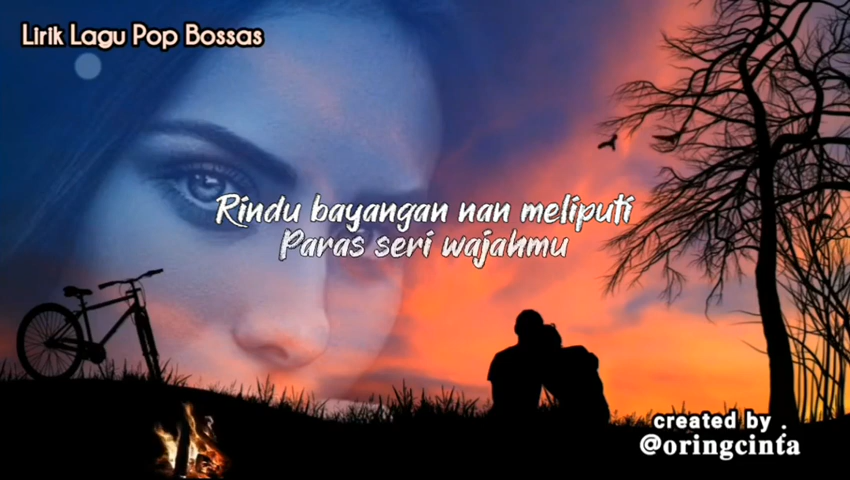 Lirik Lagu Pop Bossas
Rindu bayangan nan meliputi
Paras seri wajahmu
created by .
@oringcinta